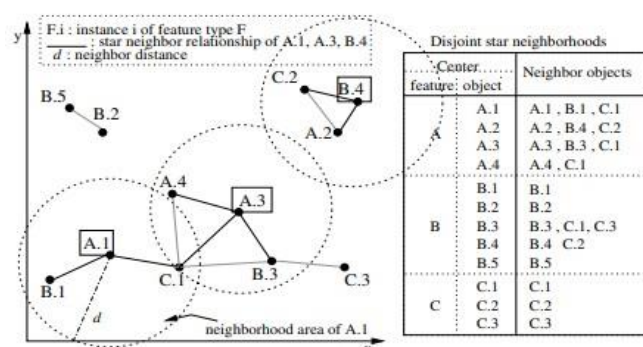 y
F.i : instance i of feature type F
: star neighbor relationship of A.1, A.3, B.4
d : neighbor distance
C.2
B.4
B.5
B.2
A.2
A.4
A.3
A.1
C.1
B.3
C.3
B.1
d
neighborhood area of A.1
Disjoint star neighborhoods
Center Neighbor objects
feature object
A
A.1 A.1 , B.1 , C.1
A.2 A.2 , B.4 , C.2
A.3 A.3 , B.3 , C.1
A.4 A.4 , C.1
B
B.1 B.1
B.2 B.2
B.3 B.3 , C.1, C.3
B.4 B.4 C.2
B.5 B.5
C
C.1 C.1
C.2 C.2
C.3 C.3